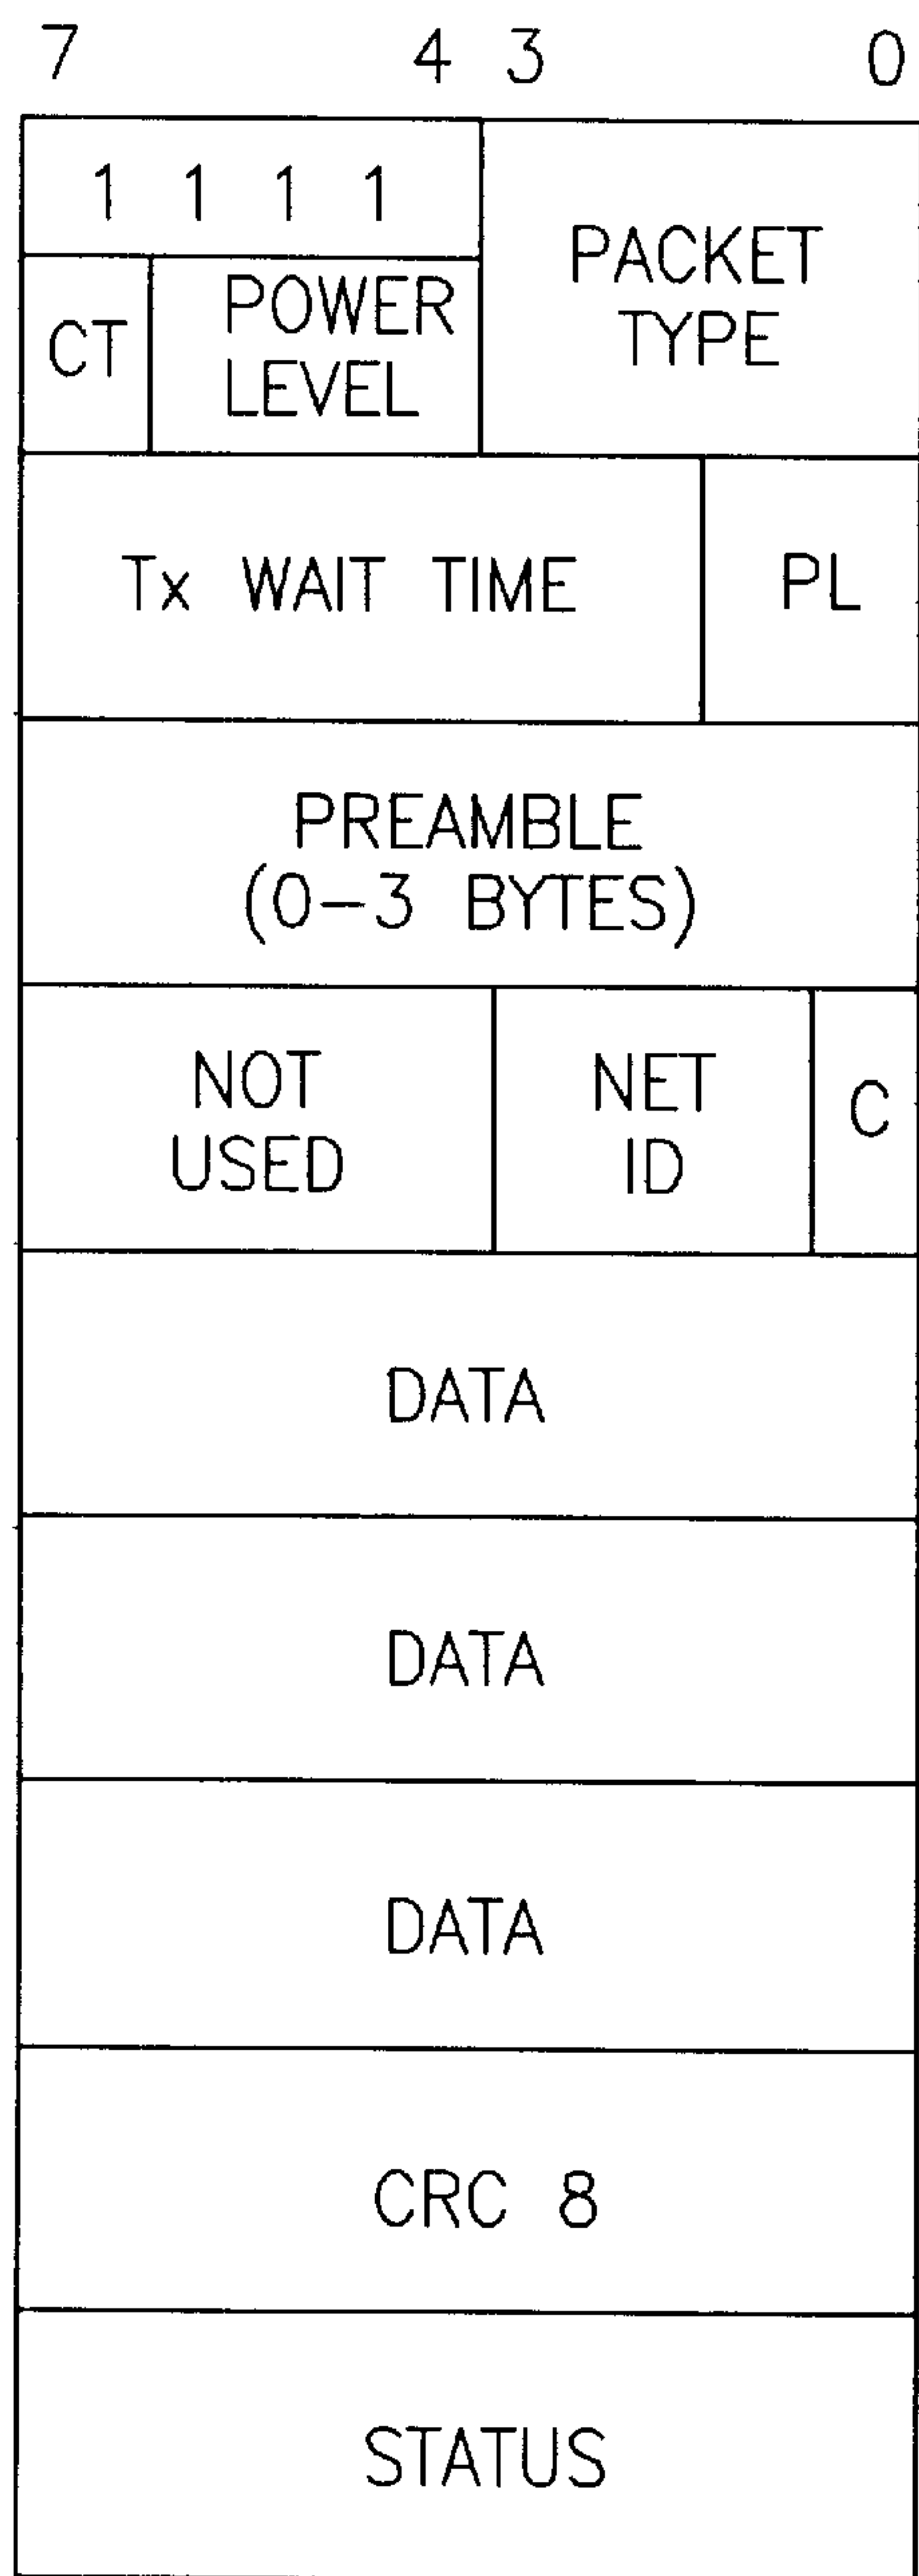 7 4 3 0
1 1 1 1
PACKET
TYPE
CT
POWER
LEVEL
Tx WAIT TIME
PL
PREAMBLE
(0-3 BYTES)
NOT
USED
NET
ID
C
DATA
DATA
DATA
CRC 8
STATUS